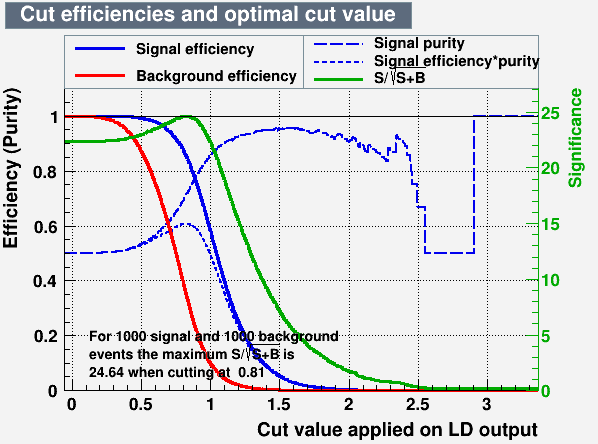 Cut efficiencies and optimal cut value
Signal efficiency
Background efficiency
Signal purity
Signal efficiency*purity
S/√S+B
Efficiency (Purity)
1
0.8
0.6
0.4
0.2
0
Significance
25
20
15
10
5
0
For 1000 signal and 1000 background
events the maximum S/√S+B is
24.64 when cutting at 0.81
0 0.5 1 1.5 2 2.5 3
Cut value applied on LD output